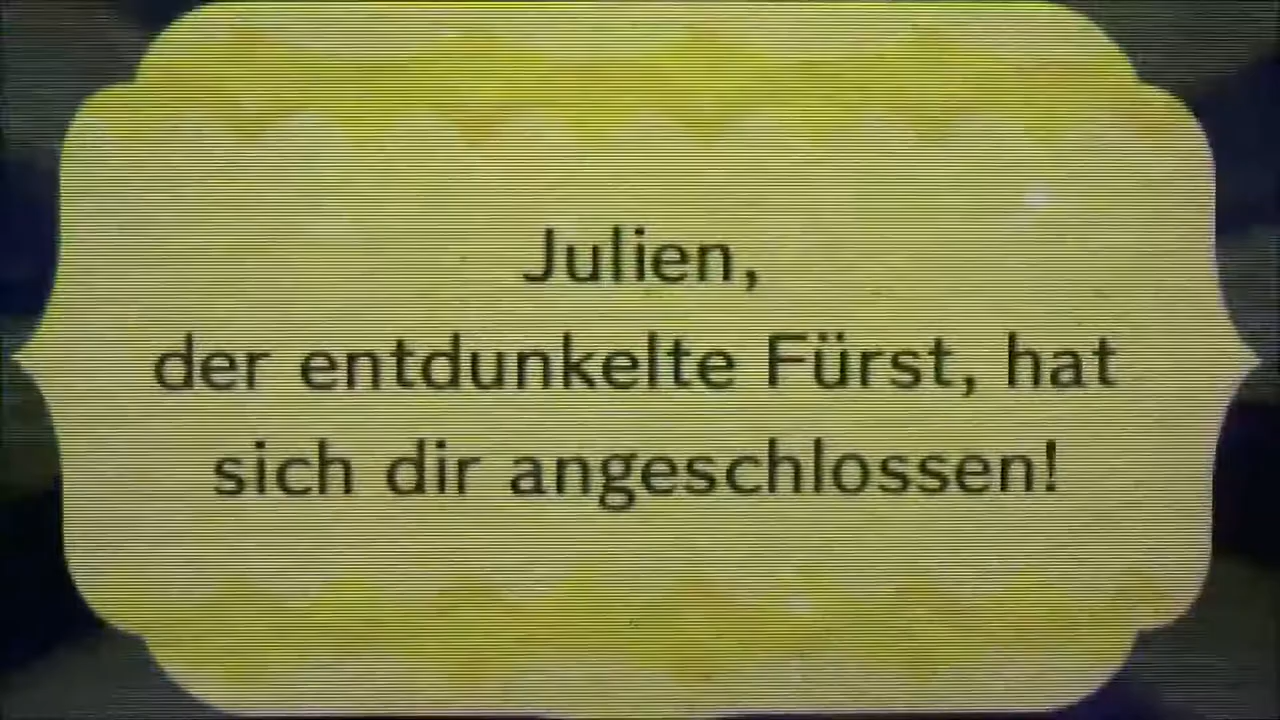 Julien,
der entdunkelte Fürst, hat
sich dir angeschlossen!